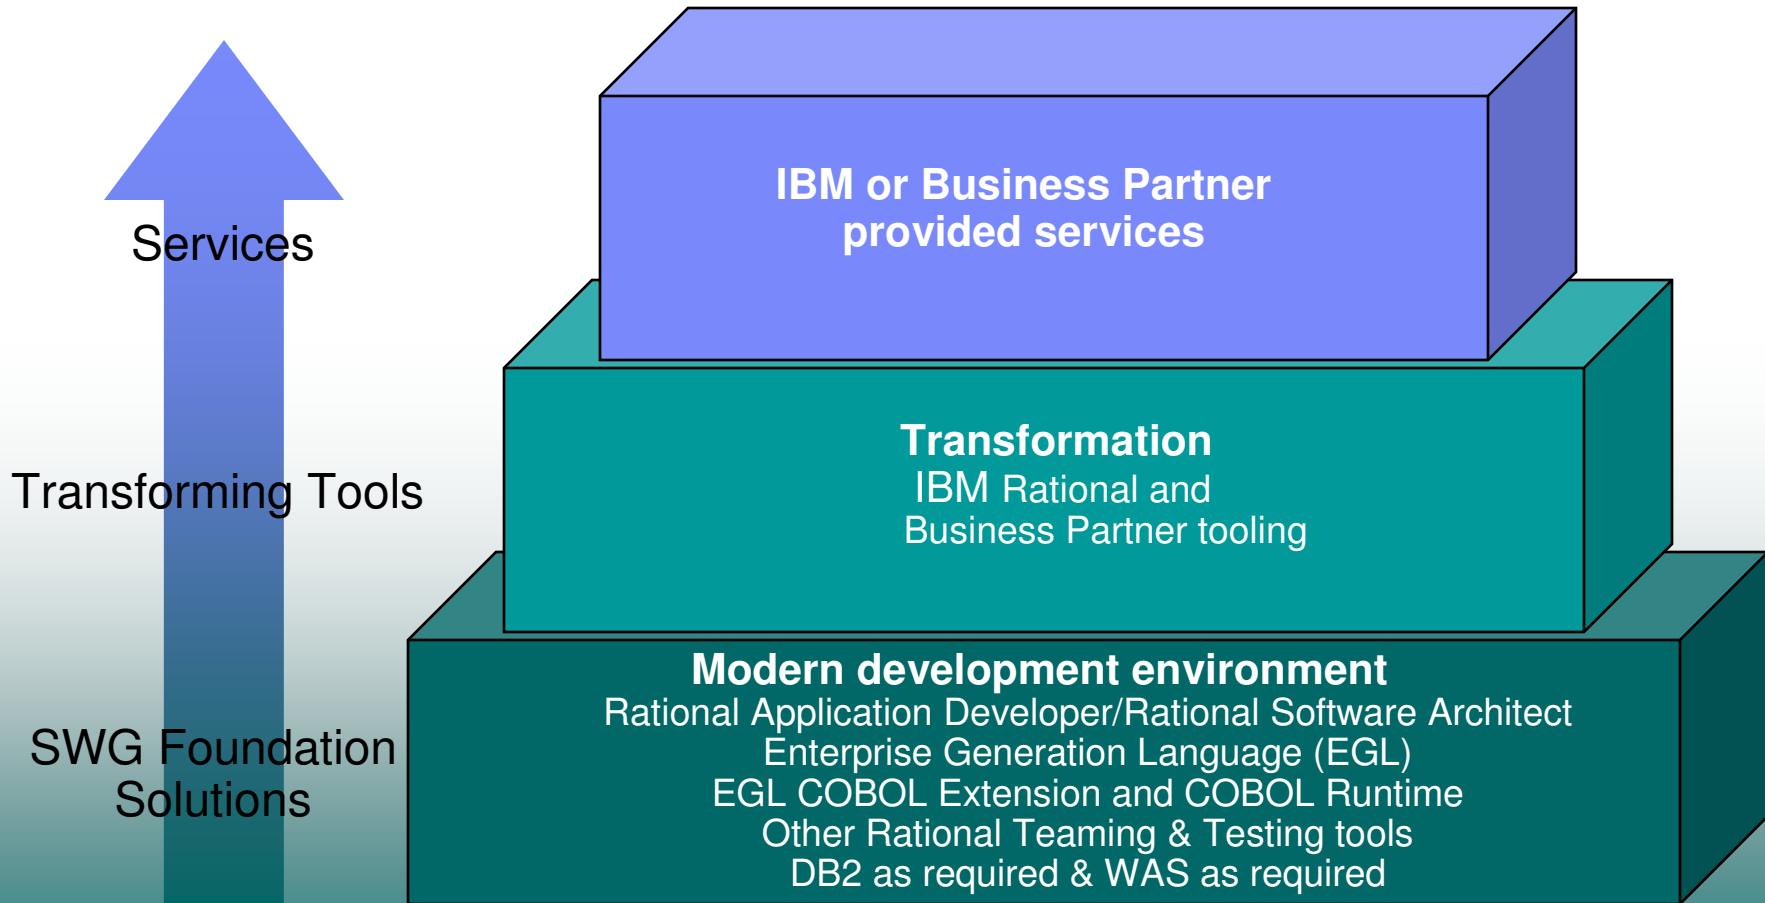 Services
IBM or Business Partner
provided services
Transforming Tools
Transformation
IBM Rational and
Business Partner tooling
SWG Foundation
Solutions
Modern development environment
Rational Application Developer/Rational Software Architect
Enterprise Generation Language (EGL)
EGL COBOL Extension and COBOL Runtime
Other Rational Teaming & Testing tools
DB2 as required & WAS as required